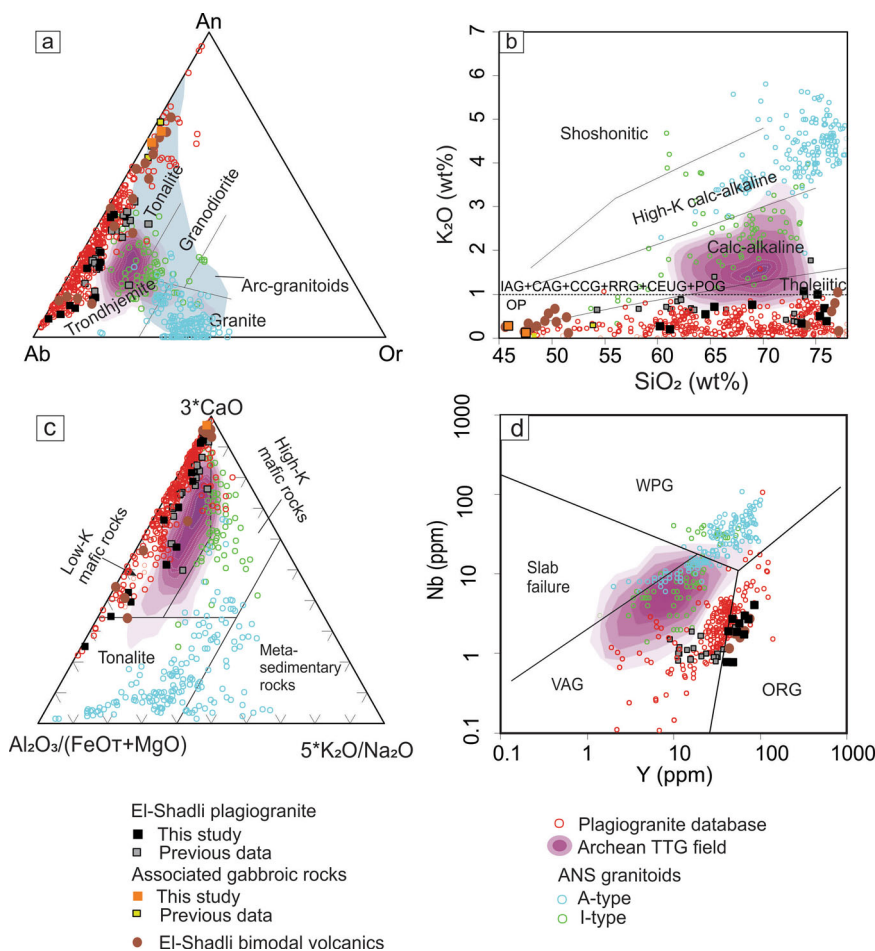 a
An
Tonalite
Granodiorite
Trondhjemite
Arc-granitoids
Granite
Ab
Or
b
K₂O (wt%)
7
6
5
4
3
2
1
0
Shoshonitic
High-K calc-alkaline
Calc-alkaline
IAG+CAG+CCG+RRG+CEUG+POG
Tholeiitic
OP
45 50 55 60 65 70 75
SiO₂ (wt%)
c
3*CaO
High-K
mafic rocks
Low-K
mafic rocks
Tonalite
Meta-
sedimentary
rocks
Al₂O₃/(FeOᴛ+MgO)
5*K₂O/Na₂O
d
Nb (ppm)
1000
100
10
1
0.1
WPG
Slab
failure
VAG
ORG
0.1 1 10 100 1000
Y (ppm)
El-Shadli plagiogranite
This study
Previous data
Associated gabbroic rocks
This study
Previous data
El-Shadli bimodal volcanics
Plagiogranite database
Archean TTG field
ANS granitoids
A-type
I-type